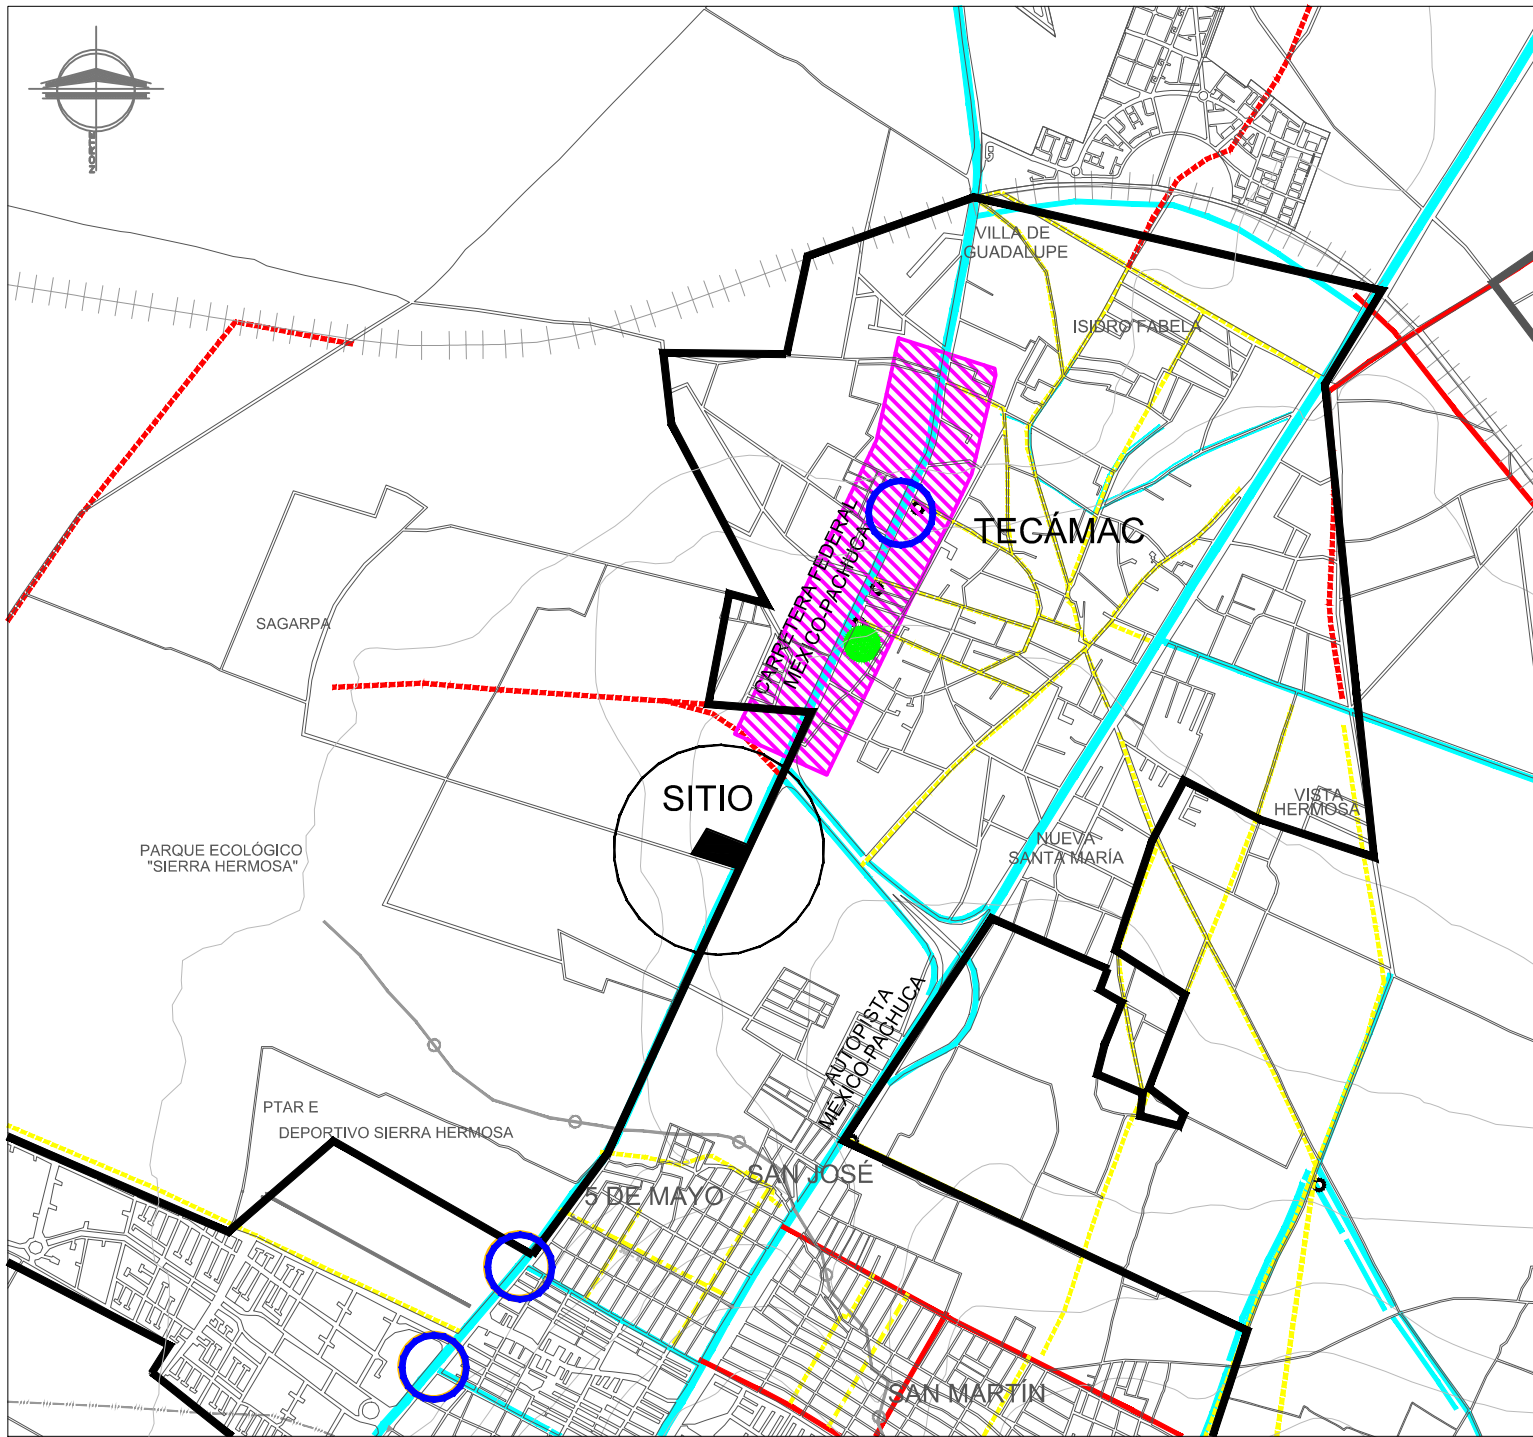 NORTE
VILLA DE
GUADALUPE
ISIDRO FABELA
CARRETERA FEDERAL
MÉXICO-PACHUCA
TECÁMAC
SAGARPA
SITIO
VISTA
HERMOSA
NUEVA
SANTA MARÍA
PARQUE ECOLÓGICO
"SIERRA HERMOSA"
AUTOPISTA
MÉXICO-PACHUCA
PTAR E
DEPORTIVO SIERRA HERMOSA
SAN JOSÉ
5 DE MAYO
SAN MARTÍN